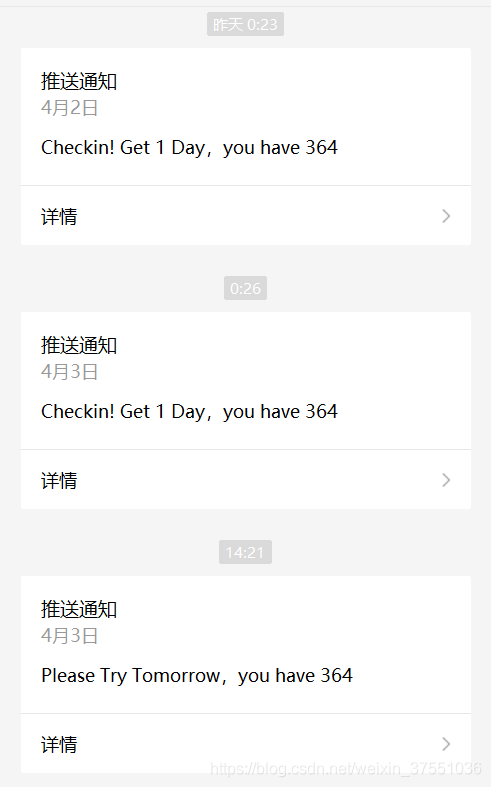 昨天 0:23
推送通知
4月2日
Checkin! Get 1 Day，you have 364
详情
0:26
推送通知
4月3日
Checkin! Get 1 Day，you have 364
详情
14:21
推送通知
4月3日
Please Try Tomorrow，you have 364
详情
https://blog.csdn.net/weixin_37551036